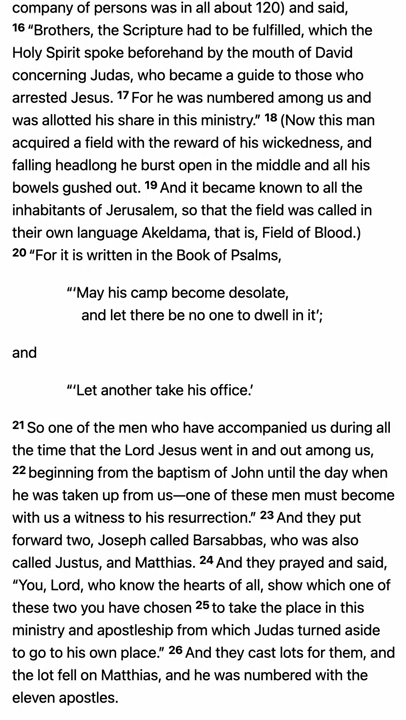 company of persons was in all about 120) and said,
16 “Brothers, the Scripture had to be fulfilled, which the
Holy Spirit spoke beforehand by the mouth of David
concerning Judas, who became a guide to those who
arrested Jesus. 17 For he was numbered among us and
was allotted his share in this ministry.” 18 (Now this man
acquired a field with the reward of his wickedness, and
falling headlong he burst open in the middle and all his
bowels gushed out. 19 And it became known to all the
inhabitants of Jerusalem, so that the field was called in
their own language Akeldama, that is, Field of Blood.)
20 “For it is written in the Book of Psalms,
“‘May his camp become desolate,
and let there be no one to dwell in it’;
and
“‘Let another take his office.’
21 So one of the men who have accompanied us during all
the time that the Lord Jesus went in and out among us,
22 beginning from the baptism of John until the day when
he was taken up from us—one of these men must become
with us a witness to his resurrection.” 23 And they put
forward two, Joseph called Barsabbas, who was also
called Justus, and Matthias. 24 And they prayed and said,
“You, Lord, who know the hearts of all, show which one of
these two you have chosen 25 to take the place in this
ministry and apostleship from which Judas turned aside
to go to his own place.” 26 And they cast lots for them, and
the lot fell on Matthias, and he was numbered with the
eleven apostles.